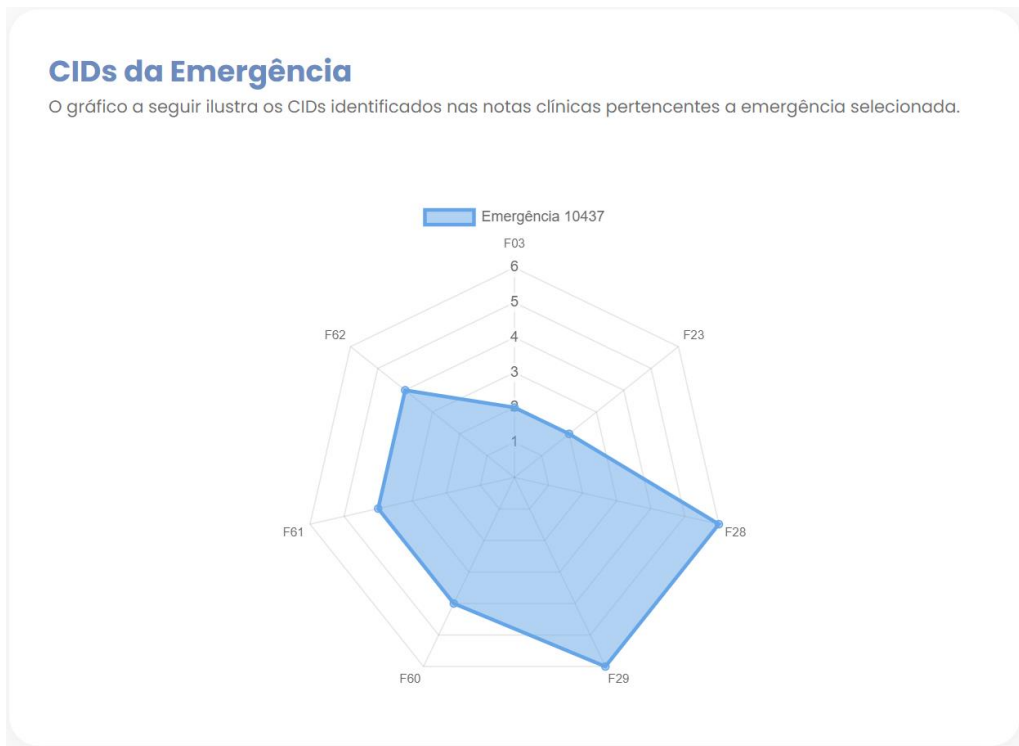 CIDs da Emergência
O gráfico a seguir ilustra os CIDs identificados nas notas clínicas pertencentes a emergência selecionada.
Emergência 10437
F03
6
5
4
3
2
1
F62
F23
F61
F28
F60
F29